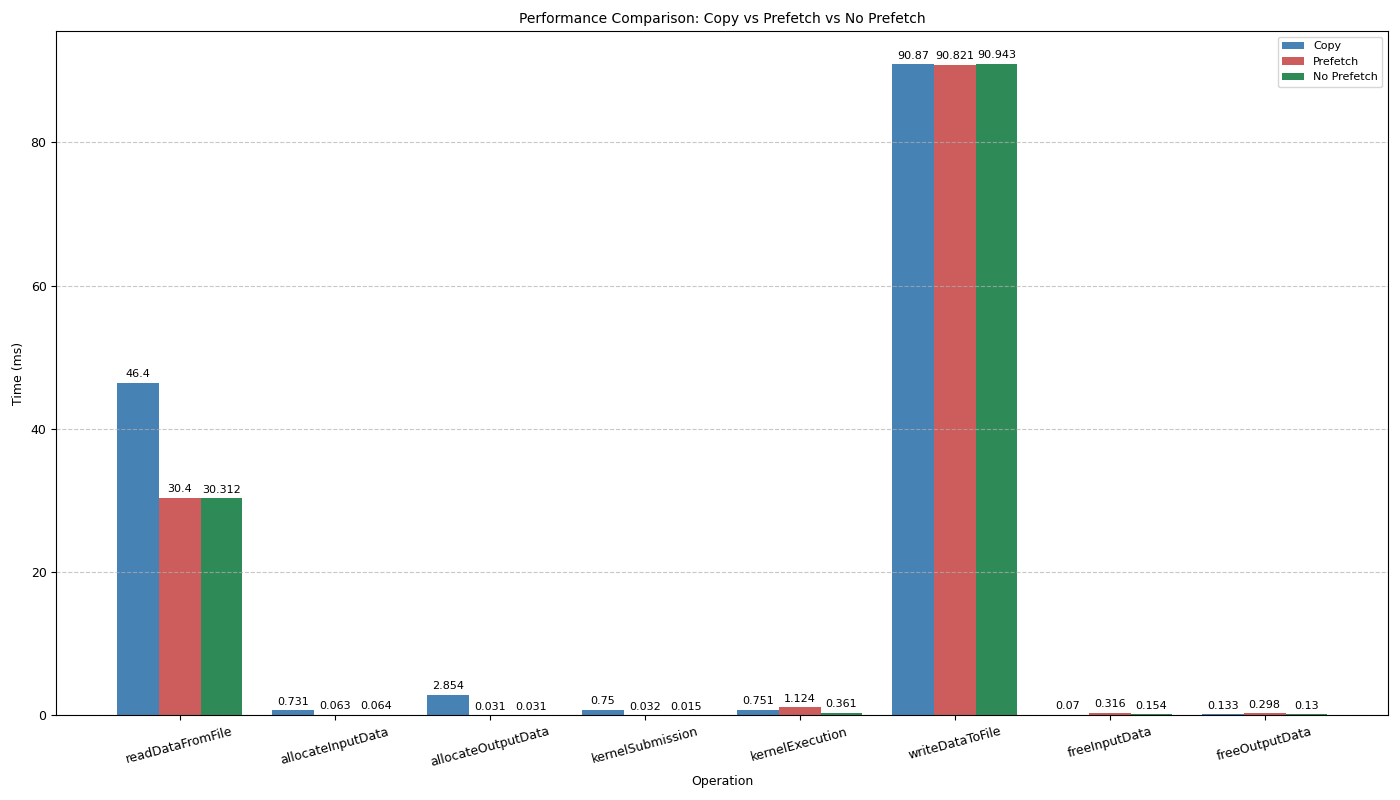 Performance Comparison: Copy vs Prefetch vs No Prefetch
Copy
Prefetch
No Prefetch
Time (ms)
80
60
40
20
0
46.4
30.4
30.312
0.731
0.063
0.064
2.854
0.031
0.031
0.75
0.032
0.015
0.751
1.124
0.361
90.87
90.821
90.943
0.07
0.316
0.154
0.133
0.298
0.13
readDataFromFile
allocateInputData
allocateOutputData
kernelSubmission
kernelExecution
writeDataToFile
freeInputData
freeOutputData
Operation